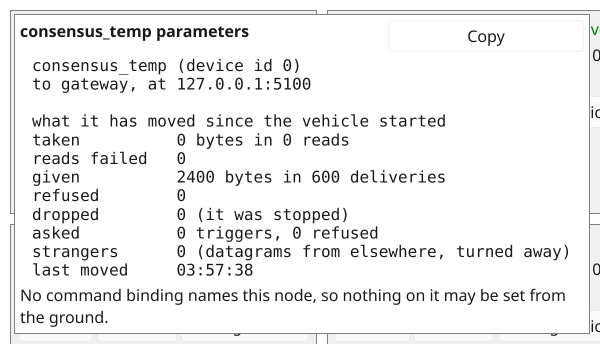 consensus_temp parameters
Copy
consensus_temp (device id 0)
to gateway, at 127.0.0.1:5100
what it has moved since the vehicle started
taken 0 bytes in 0 reads
reads failed 0
given 2400 bytes in 600 deliveries
refused 0
dropped 0 (it was stopped)
asked 0 triggers, 0 refused
strangers 0 (datagrams from elsewhere, turned away)
last moved 03:57:38
No command binding names this node, so nothing on it may be set from
the ground.